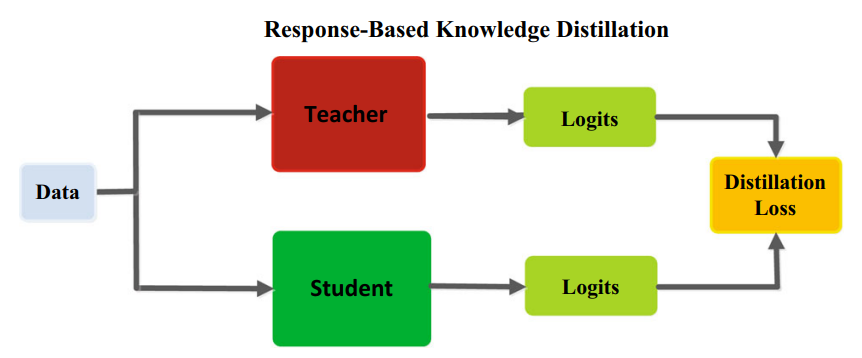 Response-Based Knowledge Distillation
Teacher
Logits
Data
Distillation
Loss
Student
Logits